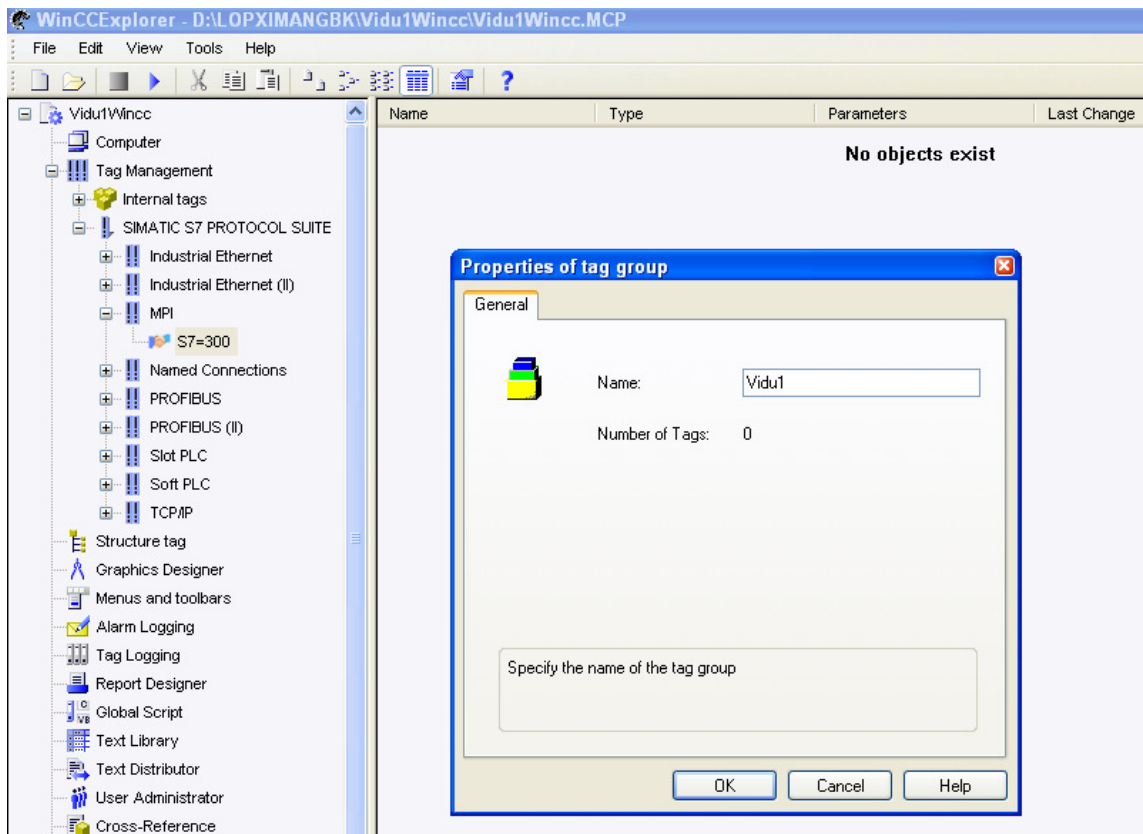 WinCCExplorer - D:\LOPXIMANGBK\Vidu1Wincc\Vidu1Wincc.MCP
File Edit View Tools Help
Vidu1Wincc
Computer
Tag Management
Internal tags
SIMATIC S7 PROTOCOL SUITE
Industrial Ethernet
Industrial Ethernet (II)
MPI
S7=300
Named Connections
PROFIBUS
PROFIBUS (II)
Slot PLC
Soft PLC
TCP/IP
Structure tag
Graphics Designer
Menus and toolbars
Alarm Logging
Tag Logging
Report Designer
Global Script
Text Library
Text Distributor
User Administrator
Cross-Reference
Name Type Parameters Last Change
No objects exist
Properties of tag group
General
Name: Vidu1
Number of Tags: 0
Specify the name of the tag group
OK Cancel Help